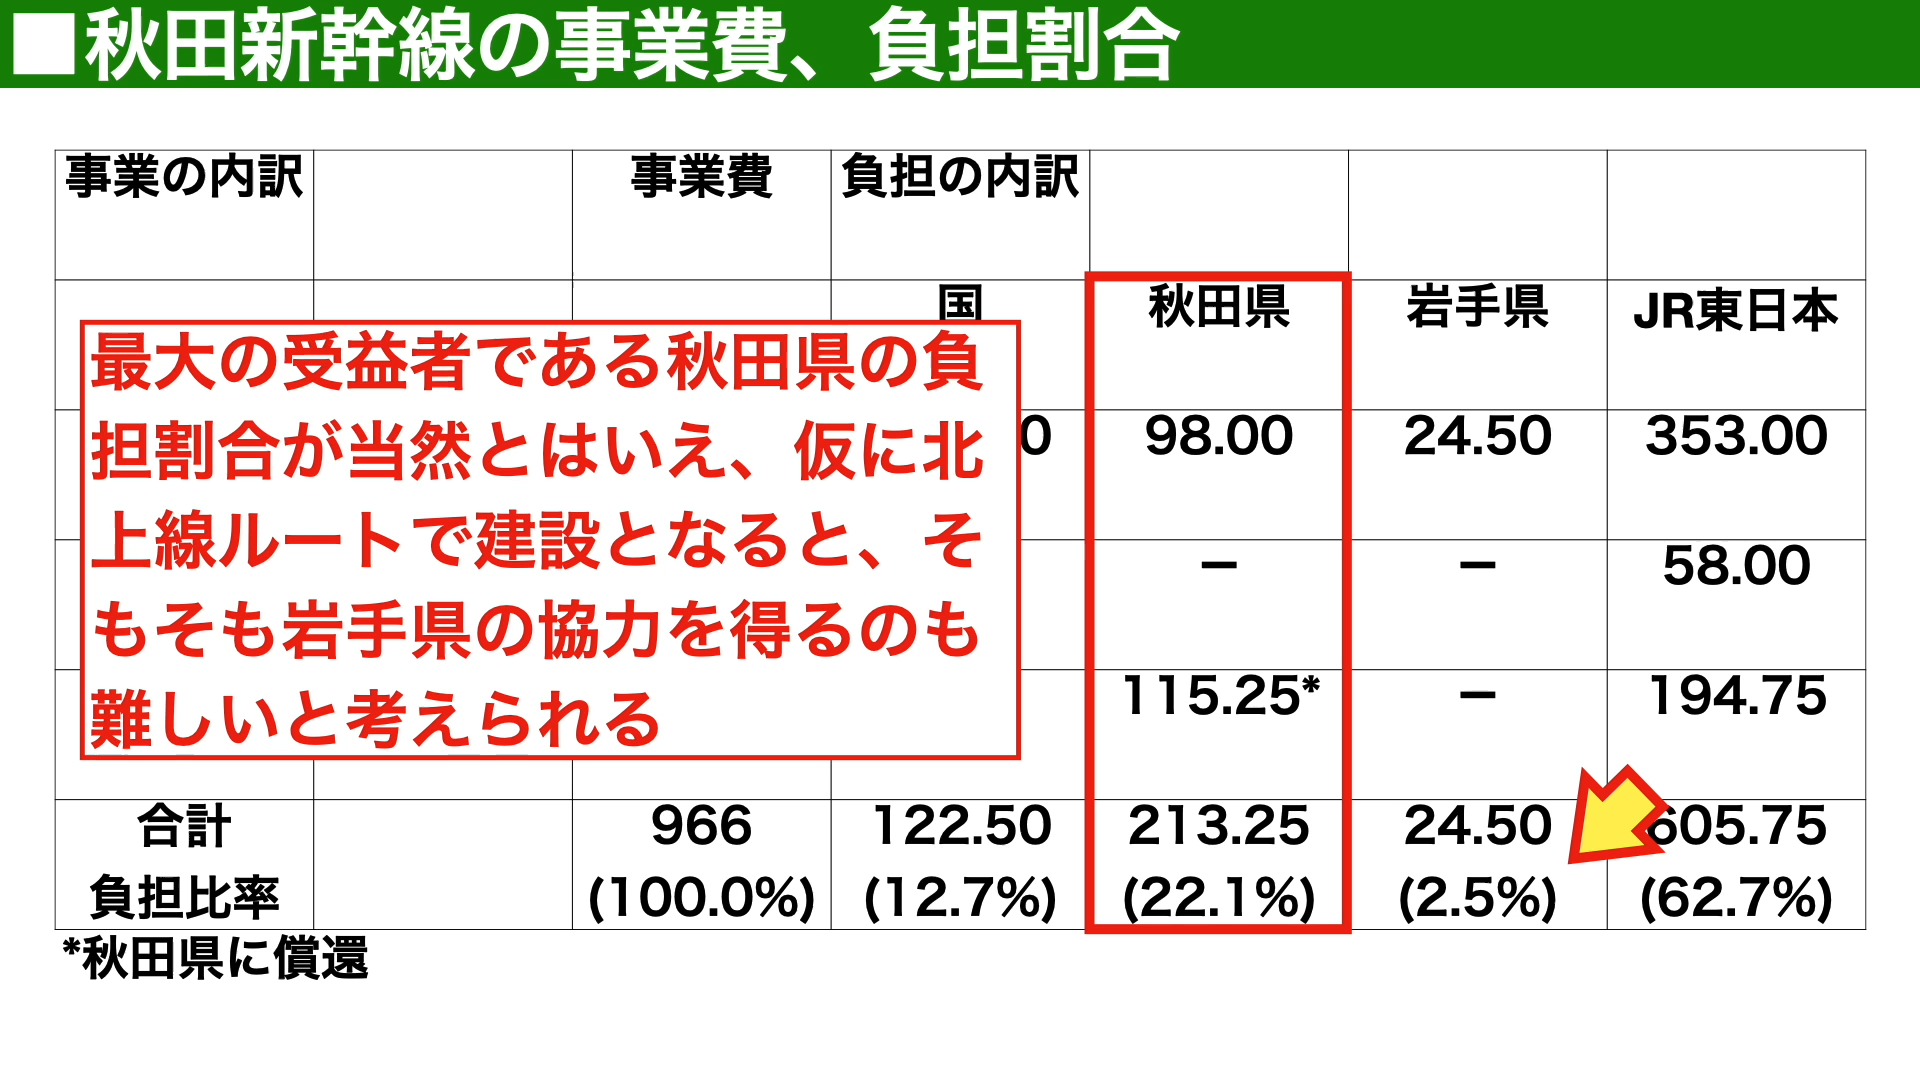 ■秋田新幹線の事業費、負担割合
事業の内訳 事業費 負担の内訳
国 秋田県 岩手県 JR東日本
最大の受益者である秋田県の負
担割合が当然とはいえ、仮に北
上線ルートで建設となると、そ
もそも岩手県の協力を得るのも
難しいと考えられる
0 98.00 24.50 353.00
− − 58.00
115.25* − 194.75
合計 966 122.50 213.25 24.50 605.75
負担比率 (100.0%) (12.7%) (22.1%) (2.5%) (62.7%)
*秋田県に償還